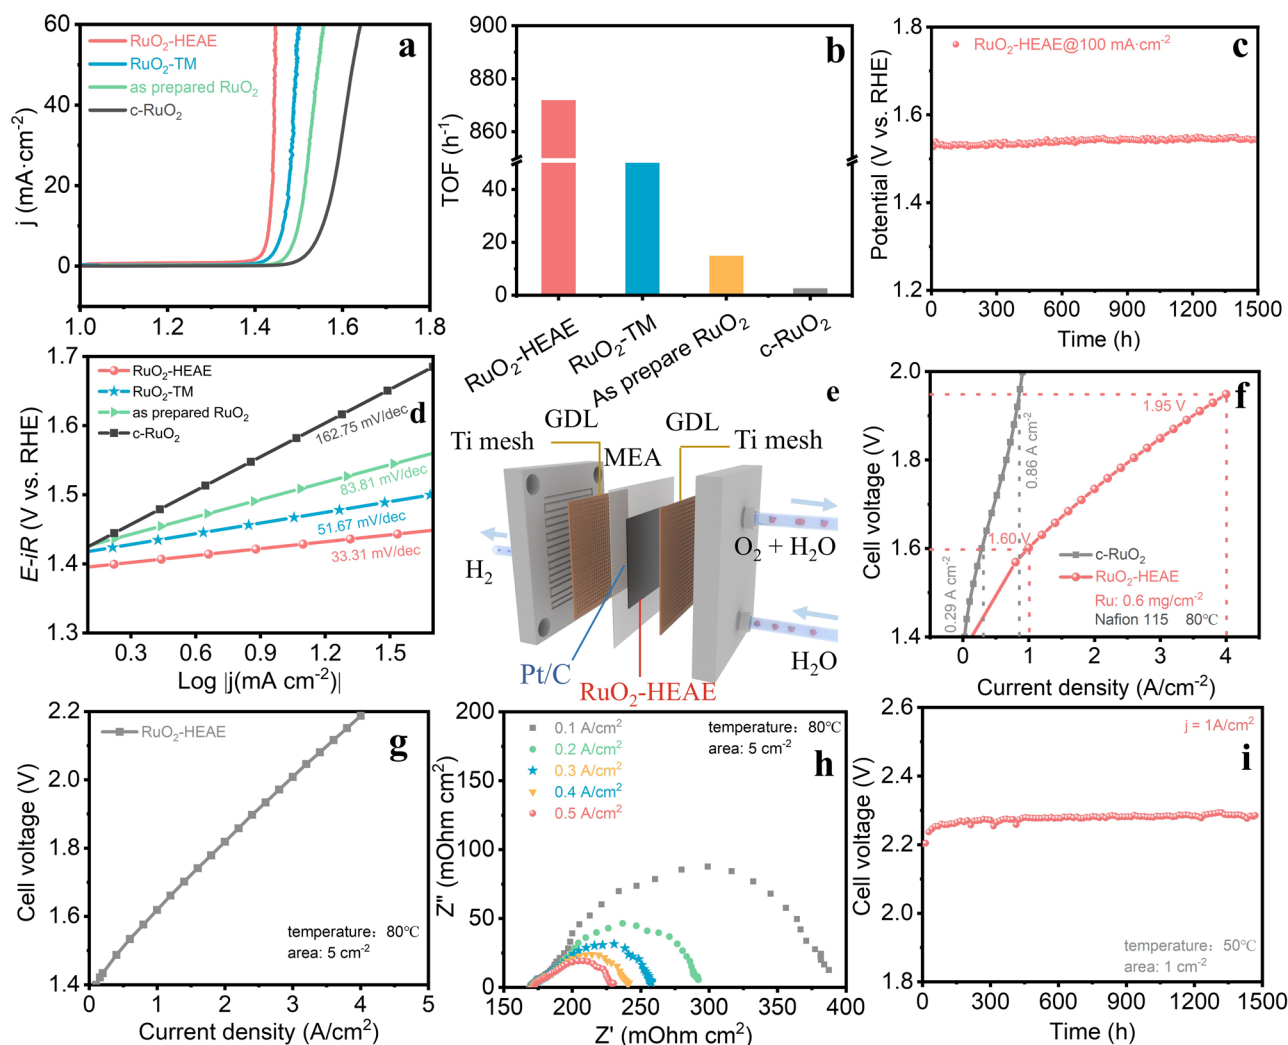 a
60
40
20
0
j (mA·cm⁻²)
RuO₂-HEAE
RuO₂-TM
as prepared RuO₂
c-RuO₂
1.0 1.2 1.4 1.6 1.8
b
900
880
860
40
20
0
TOF (h⁻¹)
RuO₂-HEAE
RuO₂-TM
As prepare RuO₂
c-RuO₂
c
1.8
1.6
1.4
1.2
Potential (V vs. RHE)
RuO₂-HEAE@100 mA·cm⁻²
0 300 600 900 1200 1500
Time (h)
d
1.7
1.6
1.5
1.4
1.3
E-iR (V vs. RHE)
RuO₂-HEAE
RuO₂-TM
as prepared RuO₂
c-RuO₂
162.75 mV/dec
83.81 mV/dec
51.67 mV/dec
33.31 mV/dec
0.3 0.6 0.9 1.2 1.5
Log |j(mA cm⁻²)|
e
GDL GDL
Ti mesh MEA Ti mesh
H₂
O₂ + H₂O
H₂O
Pt/C
RuO₂-HEAE
f
2.0
1.8
1.6
1.4
Cell voltage (V)
1.95 V
0.86 A cm⁻²
1.60 V
0.29 A cm⁻²
c-RuO₂
RuO₂-HEAE
Ru: 0.6 mg/cm⁻²
Nafion 115 80℃
0 1 2 3 4
Current density (A/cm⁻²)
g
2.2
2.0
1.8
1.6
1.4
Cell voltage (V)
RuO₂-HEAE
temperature：80℃
area: 5 cm⁻²
0 1 2 3 4 5
Current density (A/cm²)
h
200
150
100
50
0
Z'' (mOhm cm²)
0.1 A/cm²
0.2 A/cm²
0.3 A/cm²
0.4 A/cm²
0.5 A/cm²
temperature：80℃
area: 5 cm⁻²
150 200 250 300 350 400
Z' (mOhm cm²)
i
2.6
2.4
2.2
2.0
1.8
Cell voltage (V)
j = 1A/cm²
temperature：50℃
area: 1 cm⁻²
0 300 600 900 1200 1500
Time (h)